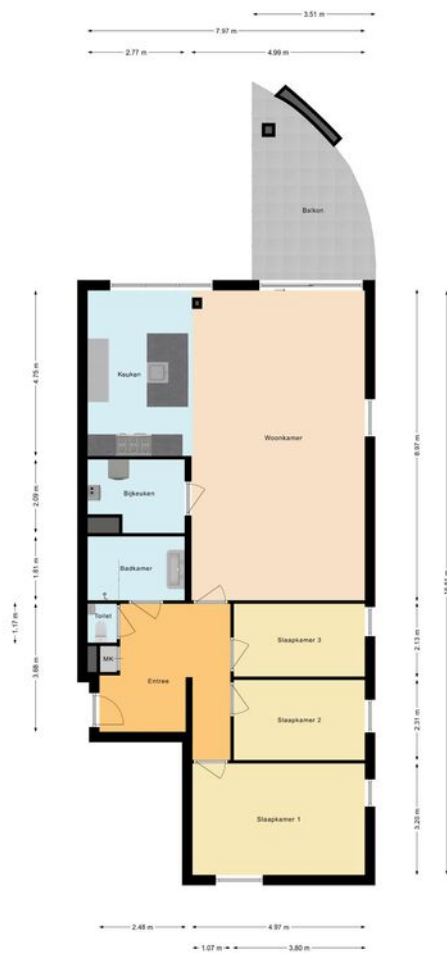 3.51 m
7.97 m
2.77 m
4.99 m
Balkon
4.75 m
Keuken
Woonkamer
8.97 m
2.09 m
Bijkeuken
1.81 m
Badkamer
1.17 m
Toilet
3.68 m
MK
Entree
Slaapkamer 3
2.13 m
Slaapkamer 2
2.31 m
Slaapkamer 1
3.20 m
2.48 m
4.97 m
1.07 m
3.80 m